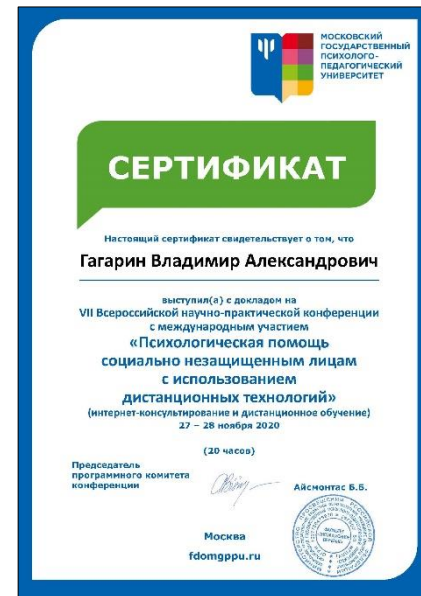 МОСКОВСКИЙ
ГОСУДАРСТВЕННЫЙ
ПСИХОЛОГО-
ПЕДАГОГИЧЕСКИЙ
УНИВЕРСИТЕТ
СЕРТИФИКАТ
Настоящий сертификат свидетельствует о том, что
Гагарин Владимир Александрович
выступил(а) с докладом на
VII Всероссийской научно-практической конференции
с международным участием
«Психологическая помощь
социально незащищенным лицам
с использованием
дистанционных технологий»
(интернет-консультирование и дистанционное обучение)
27 – 28 ноября 2020
(20 часов)
Председатель
программного комитета
конференции
Айсмонтас Б.Б.
Москва
fdomgppu.ru